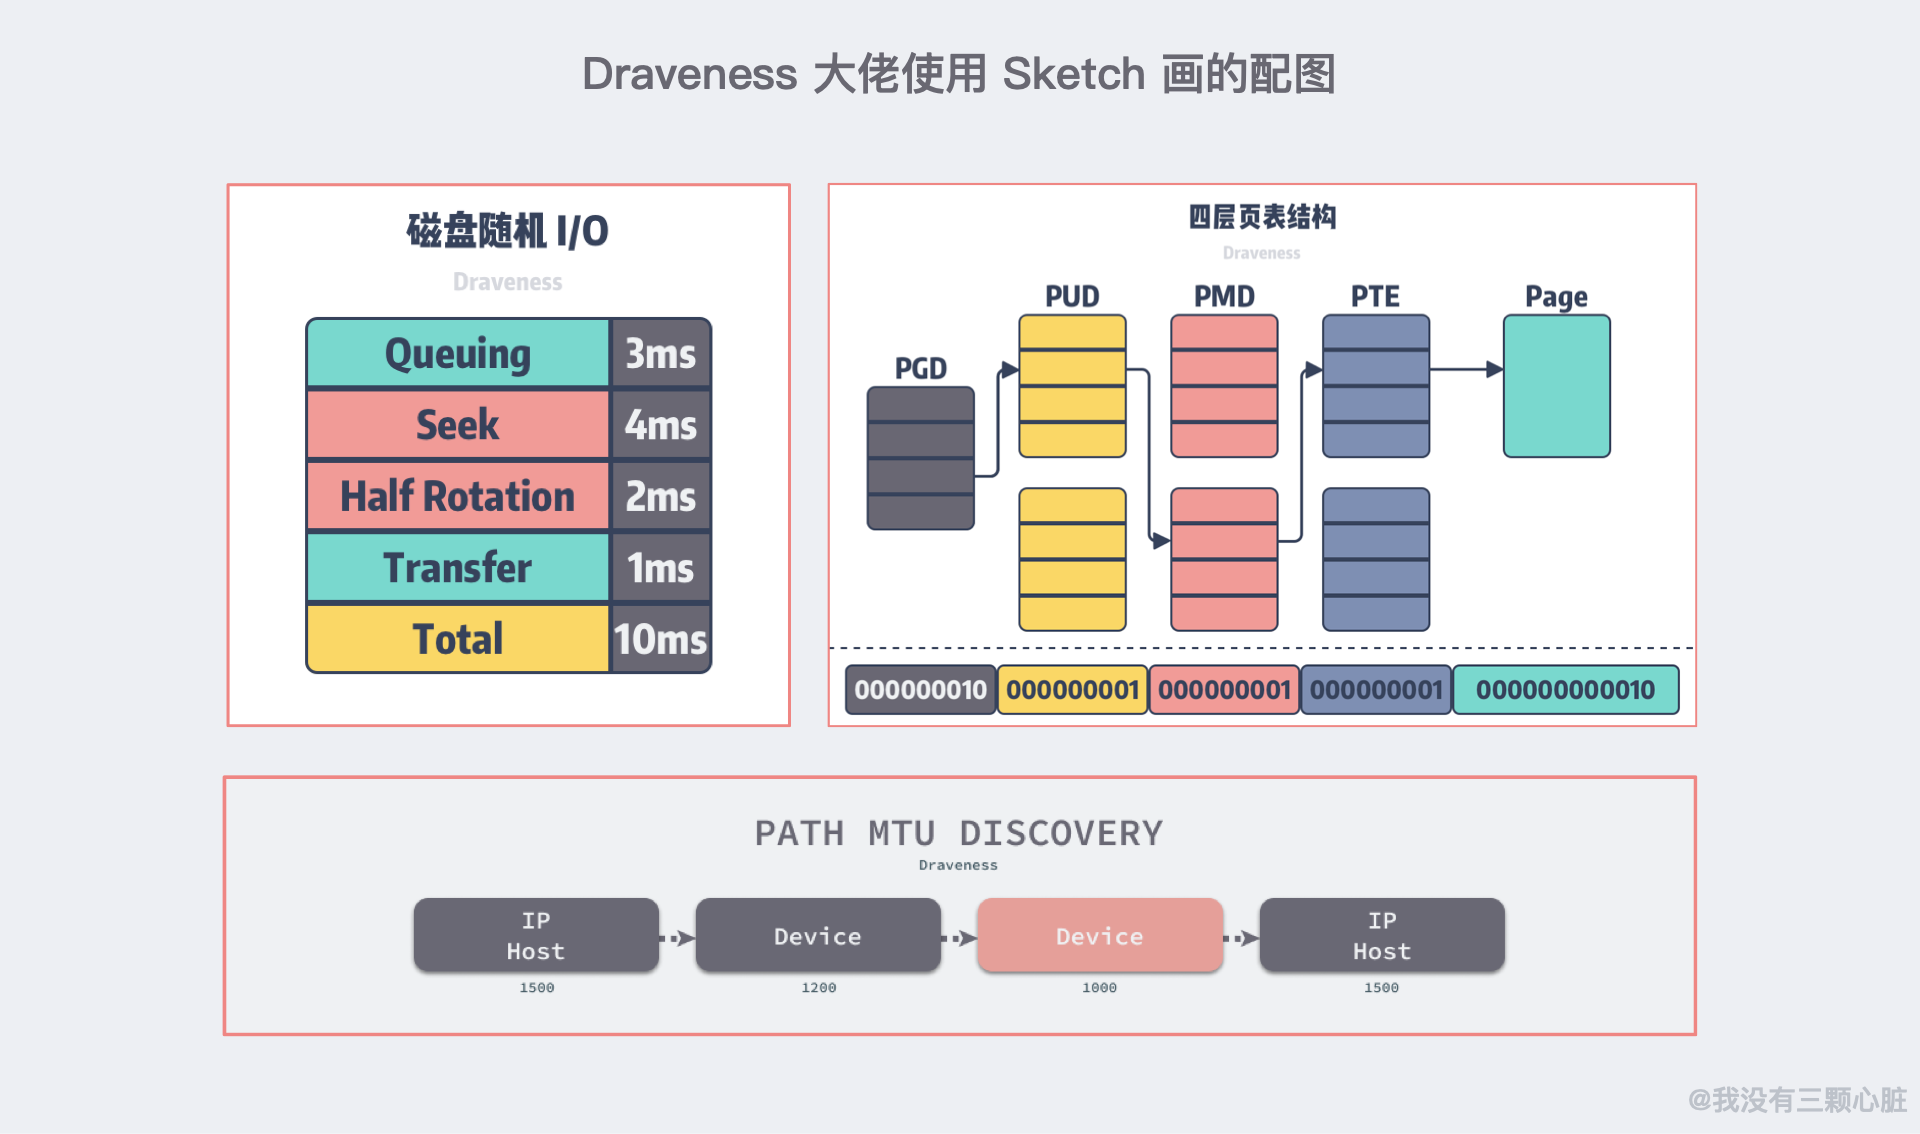 Draveness 大佬使用 Sketch 画的配图
磁盘随机 I/O
Draveness
Queuing 3ms
Seek 4ms
Half Rotation 2ms
Transfer 1ms
Total 10ms
四层页表结构
Draveness
PGD
PUD
PMD
PTE
Page
000000010 000000001 000000001 000000001 000000000010
PATH MTU DISCOVERY
Draveness
IP
Host
1500
Device
1200
Device
1000
IP
Host
1500
@我没有三颗心脏